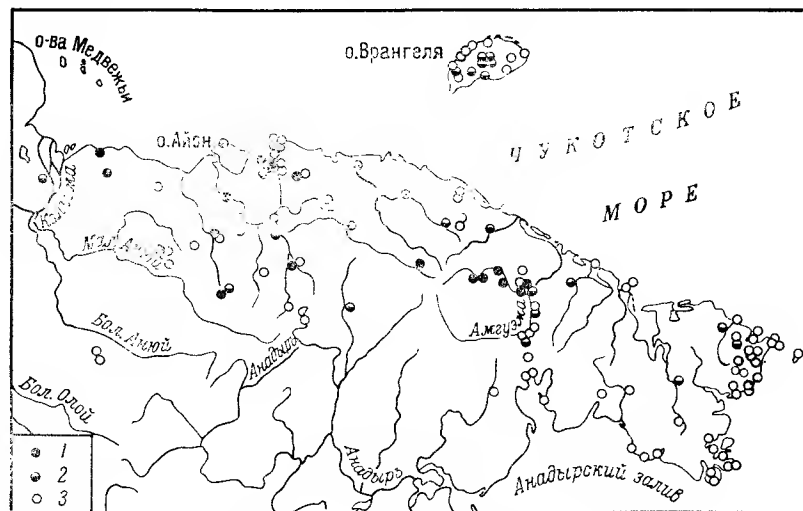 о-ва Медвежьи
о.Врангеля
о.Айон
ЧУКОТСКОЕ
МОРЕ
Колыма
Мал. Анюй
Амгуэма
Бол. Анюй
Анадырь
Бол. Олой
Анадырь
Анадырский залив
1
2
3